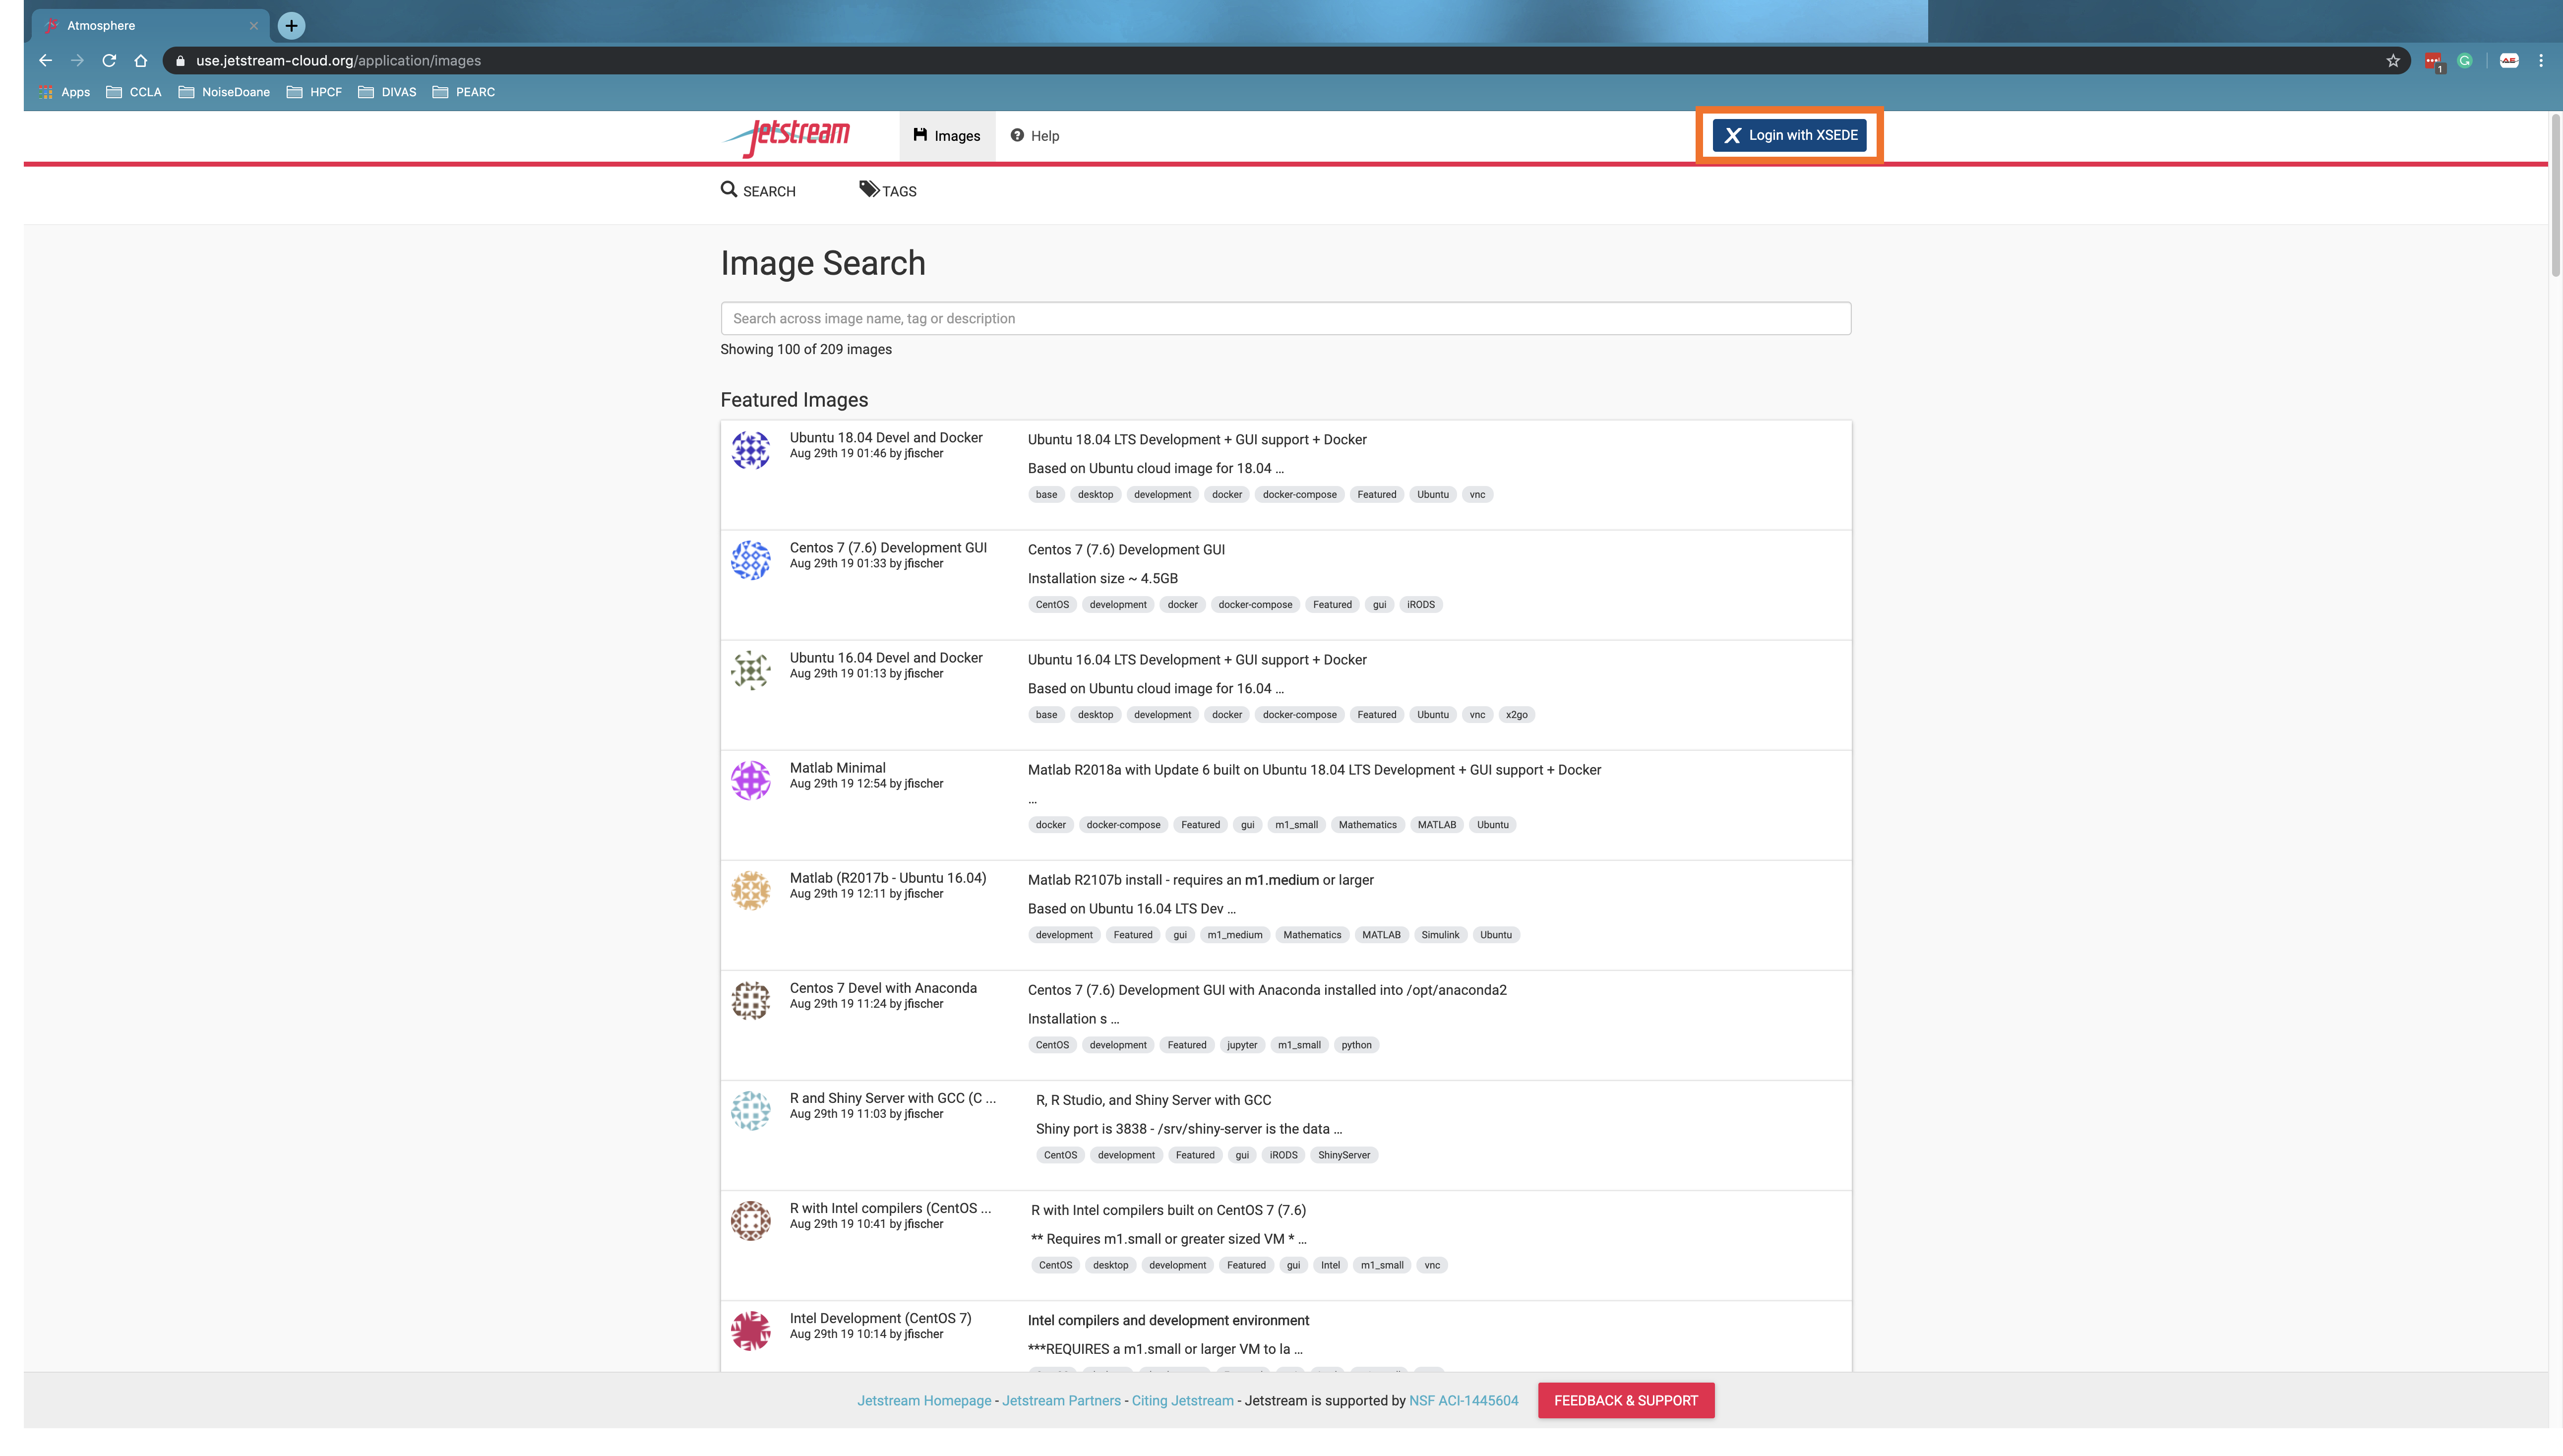 Atmosphere
use.jetstream-cloud.org/application/images
1
Apps CCLA NoiseDoane HPCF DIVAS PEARC
Jetstream Images Help Login with XSEDE
SEARCH TAGS
Image Search
Search across image name, tag or description
Showing 100 of 209 images
Featured Images
Ubuntu 18.04 Devel and Docker
Aug 29th 19 01:46 by jfischer
Ubuntu 18.04 LTS Development + GUI support + Docker
Based on Ubuntu cloud image for 18.04 ...
base desktop development docker docker-compose Featured Ubuntu vnc
Centos 7 (7.6) Development GUI
Aug 29th 19 01:33 by jfischer
Centos 7 (7.6) Development GUI
Installation size ~ 4.5GB
CentOS development docker docker-compose Featured gui iRODS
Ubuntu 16.04 Devel and Docker
Aug 29th 19 01:13 by jfischer
Ubuntu 16.04 LTS Development + GUI support + Docker
Based on Ubuntu cloud image for 16.04 ...
base desktop development docker docker-compose Featured Ubuntu vnc x2go
Matlab Minimal
Aug 29th 19 12:54 by jfischer
Matlab R2018a with Update 6 built on Ubuntu 18.04 LTS Development + GUI support + Docker
...
docker docker-compose Featured gui m1_small Mathematics MATLAB Ubuntu
Matlab (R2017b - Ubuntu 16.04)
Aug 29th 19 12:11 by jfischer
Matlab R2107b install - requires an m1.medium or larger
Based on Ubuntu 16.04 LTS Dev ...
development Featured gui m1_medium Mathematics MATLAB Simulink Ubuntu
Centos 7 Devel with Anaconda
Aug 29th 19 11:24 by jfischer
Centos 7 (7.6) Development GUI with Anaconda installed into /opt/anaconda2
Installation s ...
CentOS development Featured jupyter m1_small python
R and Shiny Server with GCC (C ...
Aug 29th 19 11:03 by jfischer
R, R Studio, and Shiny Server with GCC
Shiny port is 3838 - /srv/shiny-server is the data ...
CentOS development Featured gui iRODS ShinyServer
R with Intel compilers (CentOS ...
Aug 29th 19 10:41 by jfischer
R with Intel compilers built on CentOS 7 (7.6)
** Requires m1.small or greater sized VM * ...
CentOS desktop development Featured gui Intel m1_small vnc
Intel Development (CentOS 7)
Aug 29th 19 10:14 by jfischer
Intel compilers and development environment
***REQUIRES a m1.small or larger VM to la ...
Jetstream Homepage - Jetstream Partners - Citing Jetstream - Jetstream is supported by NSF ACI-1445604 FEEDBACK & SUPPORT